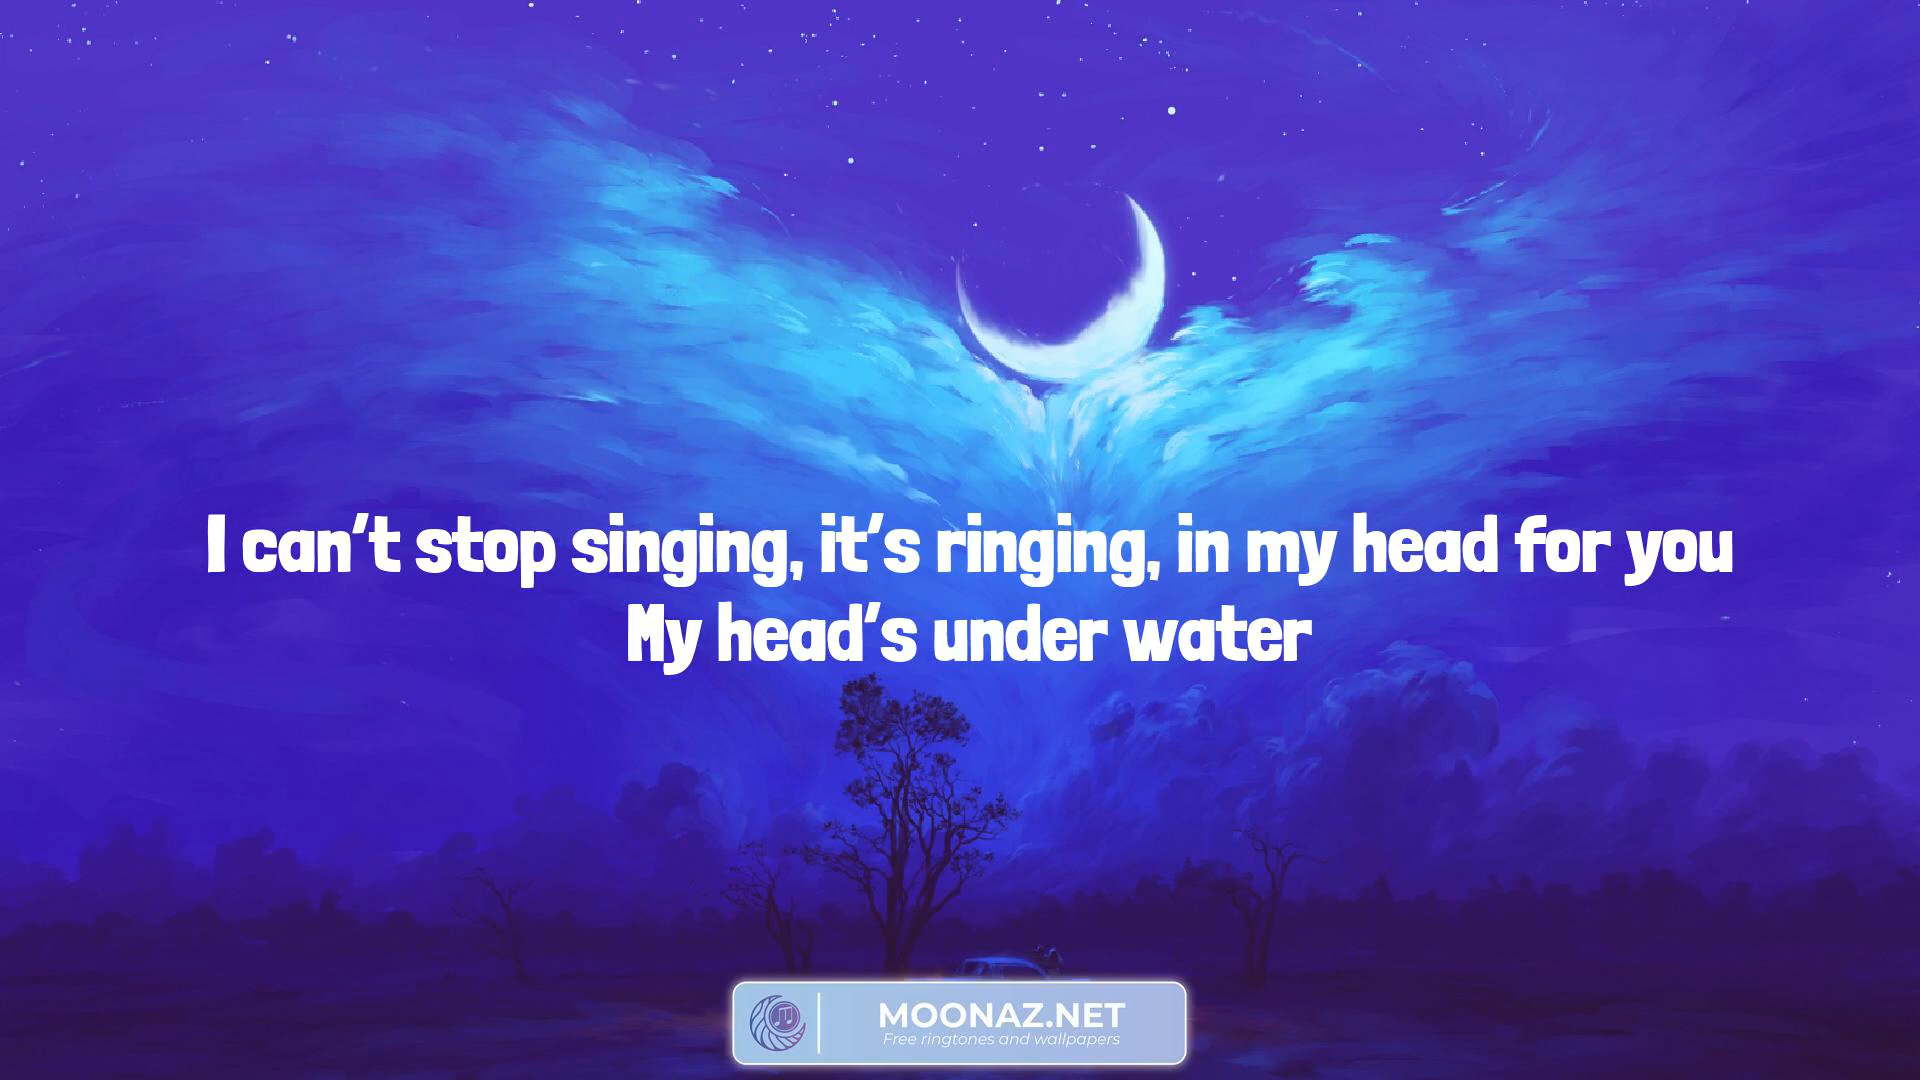 I can't stop singing, it's ringing, in my head for you
My head's under water
MOONAZ.NET
Free ringtones and wallpapers